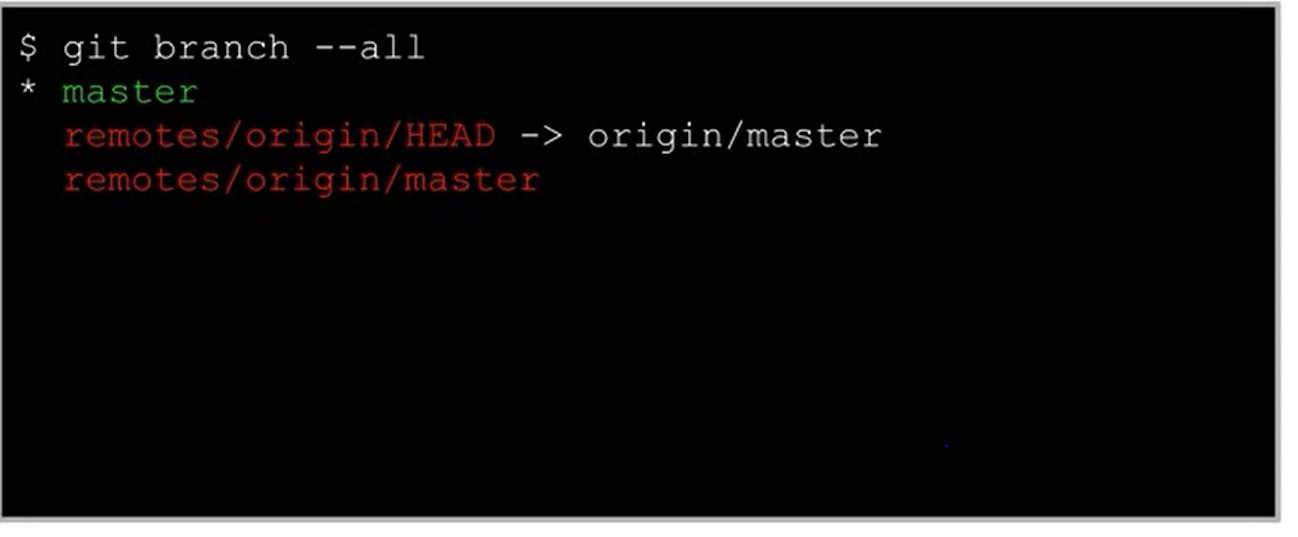 $ git branch --all
* master
  remotes/origin/HEAD -> origin/master
  remotes/origin/master